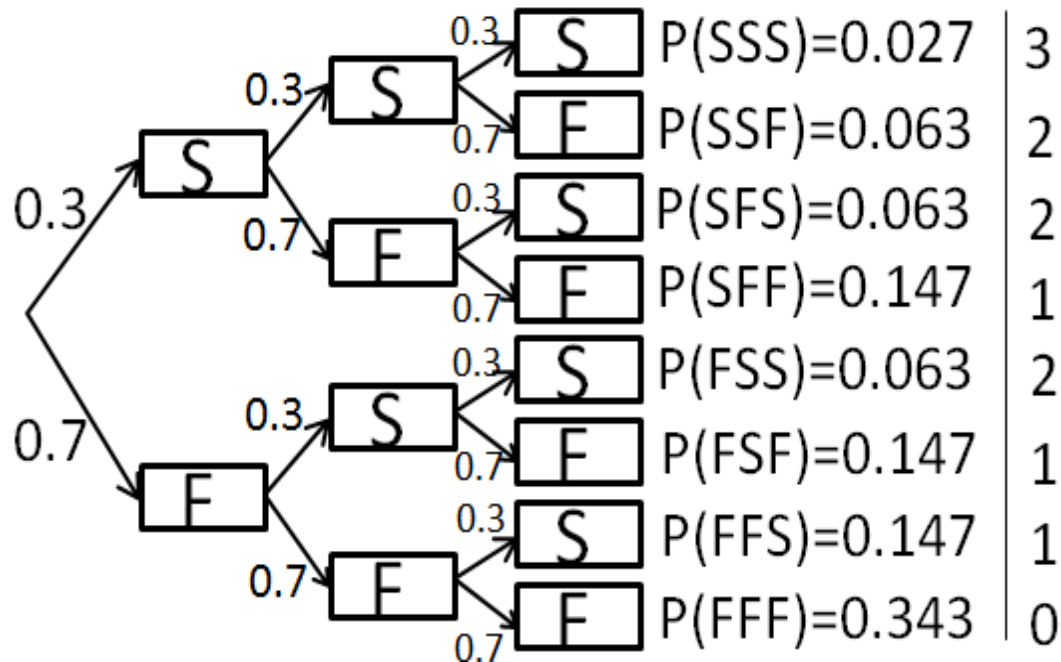 0.3 S P(SSS)=0.027 3
0.3 S
0.7 F P(SSF)=0.063 2
S
0.3 S P(SFS)=0.063 2
0.3
0.7 F
0.7 F P(SFF)=0.147 1
0.3 S P(FSS)=0.063 2
0.3 S
0.7
0.7 F P(FSF)=0.147 1
F
0.3 S P(FFS)=0.147 1
0.7 F
0.7 F P(FFF)=0.343 0